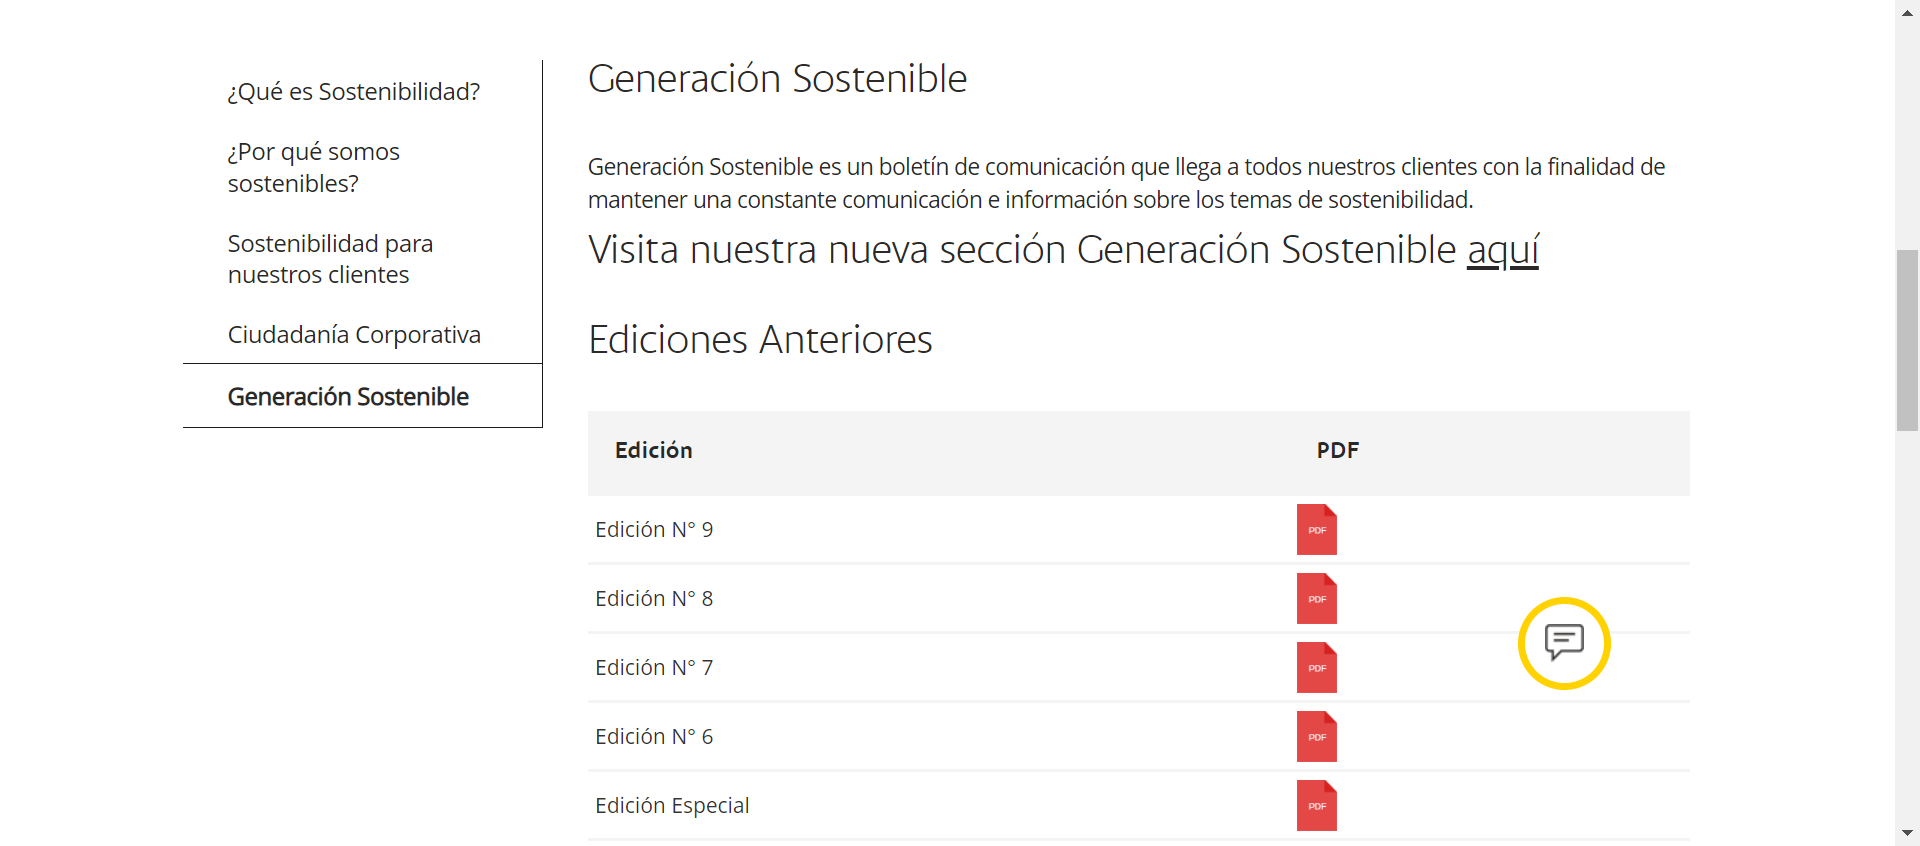 ¿Qué es Sostenibilidad?
¿Por qué somos
sostenibles?
Sostenibilidad para
nuestros clientes
Ciudadanía Corporativa
Generación Sostenible
Generación Sostenible
Generación Sostenible es un boletín de comunicación que llega a todos nuestros clientes con la finalidad de
mantener una constante comunicación e información sobre los temas de sostenibilidad.
Visita nuestra nueva sección Generación Sostenible aquí
Ediciones Anteriores
Edición PDF
Edición N° 9 PDF
Edición N° 8 PDF
Edición N° 7 PDF
Edición N° 6 PDF
Edición Especial PDF